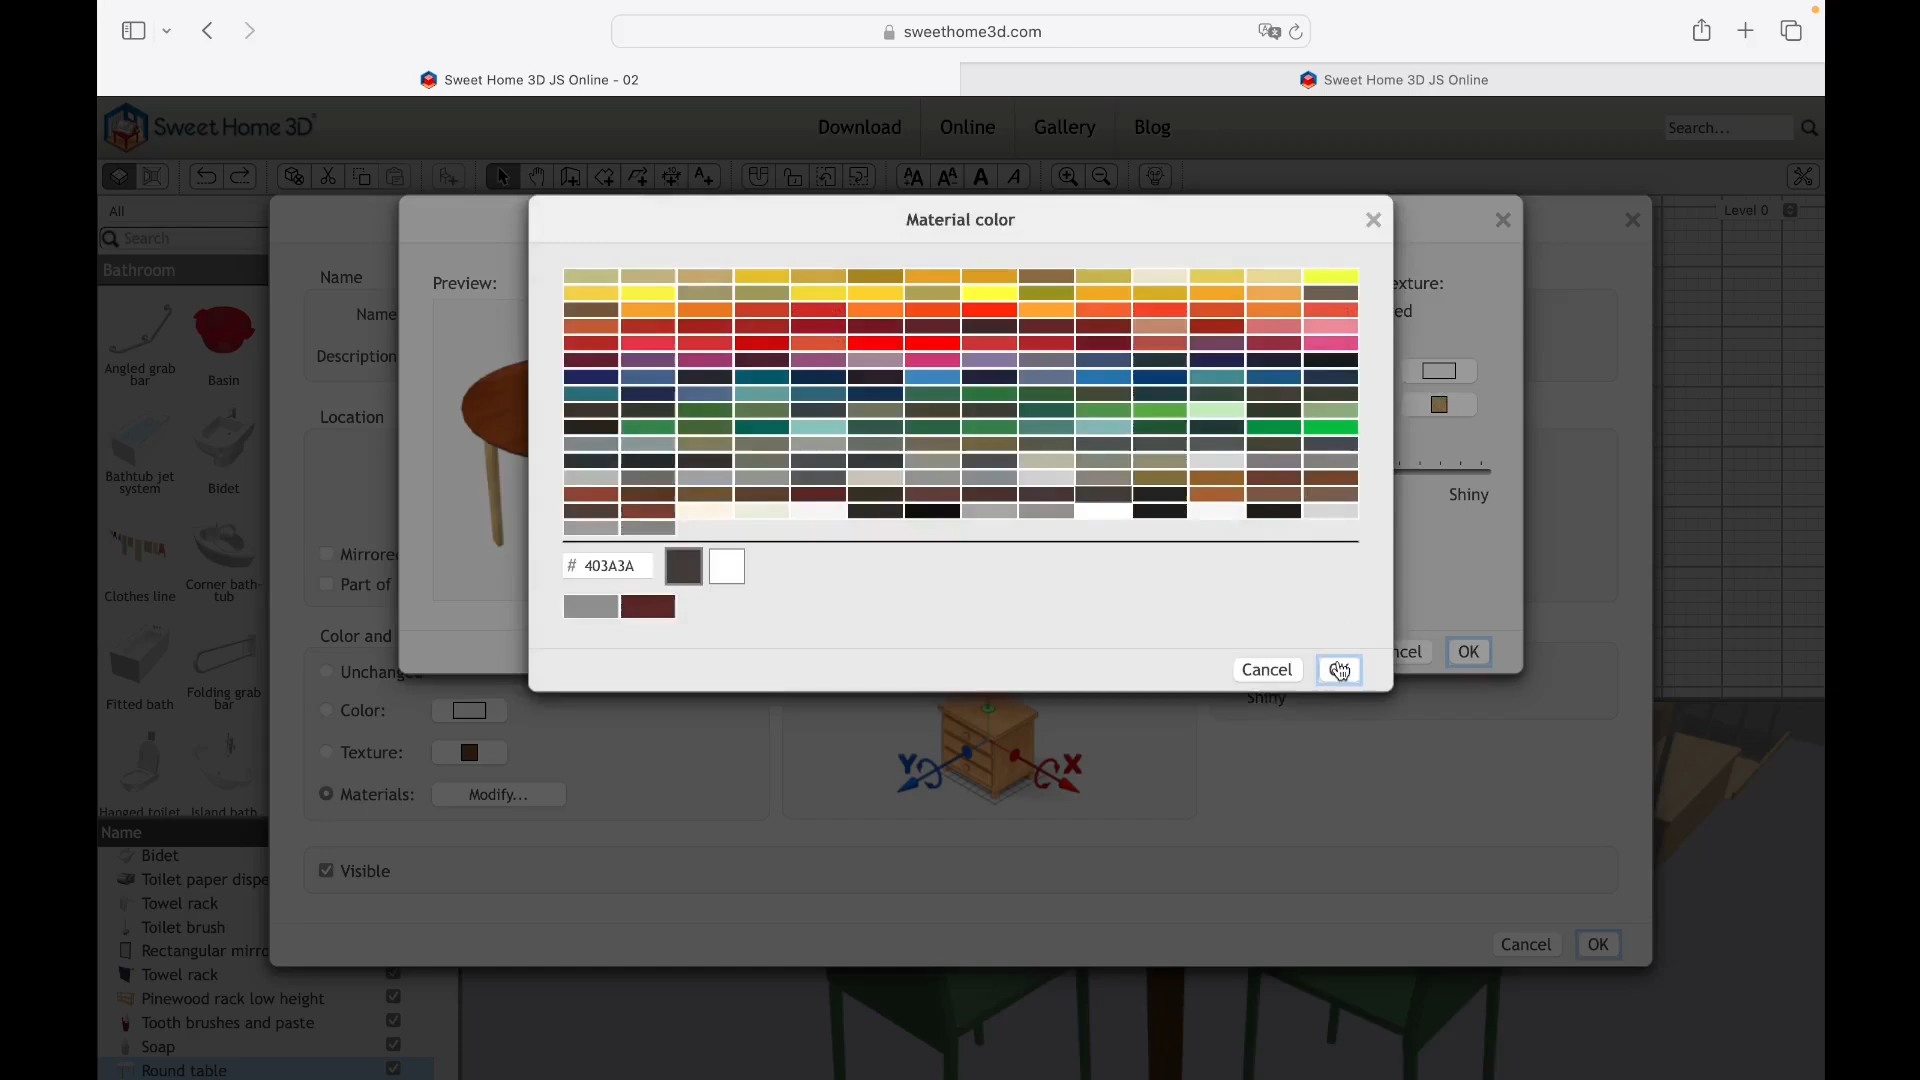 sweethome3d.com
Sweet Home 3D JS Online - 02
Sweet Home 3D JS Online
Sweet Home 3D
Download
Online
Gallery
Blog
Search...
All
Search
Level 0
Material color
Bathroom
Name
Preview:
Name
Description
Angled grab bar
Basin
Location
Bathtub jet system
Bidet
Shiny
Mirrore
Part of
# 403A3A
Clothes line
Corner bath-tub
Color and
Cancel
OK
Unchang
Shiny
Fitted bath
Folding grab bar
Color:
Texture:
Materials:
Modify...
Hanged toilet
Island bath
Name
Bidet
Visible
Toilet paper dispe
Towel rack
Toilet brush
Rectangular mirro
Cancel
OK
Towel rack
Pinewood rack low height
Tooth brushes and paste
Soap
Round table